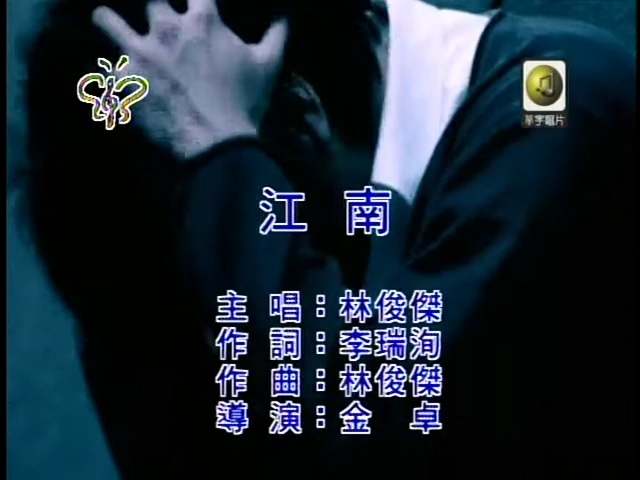 華宇唱片
江南
主唱：林俊傑
作詞：李瑞洵
作曲：林俊傑
導演：金卓